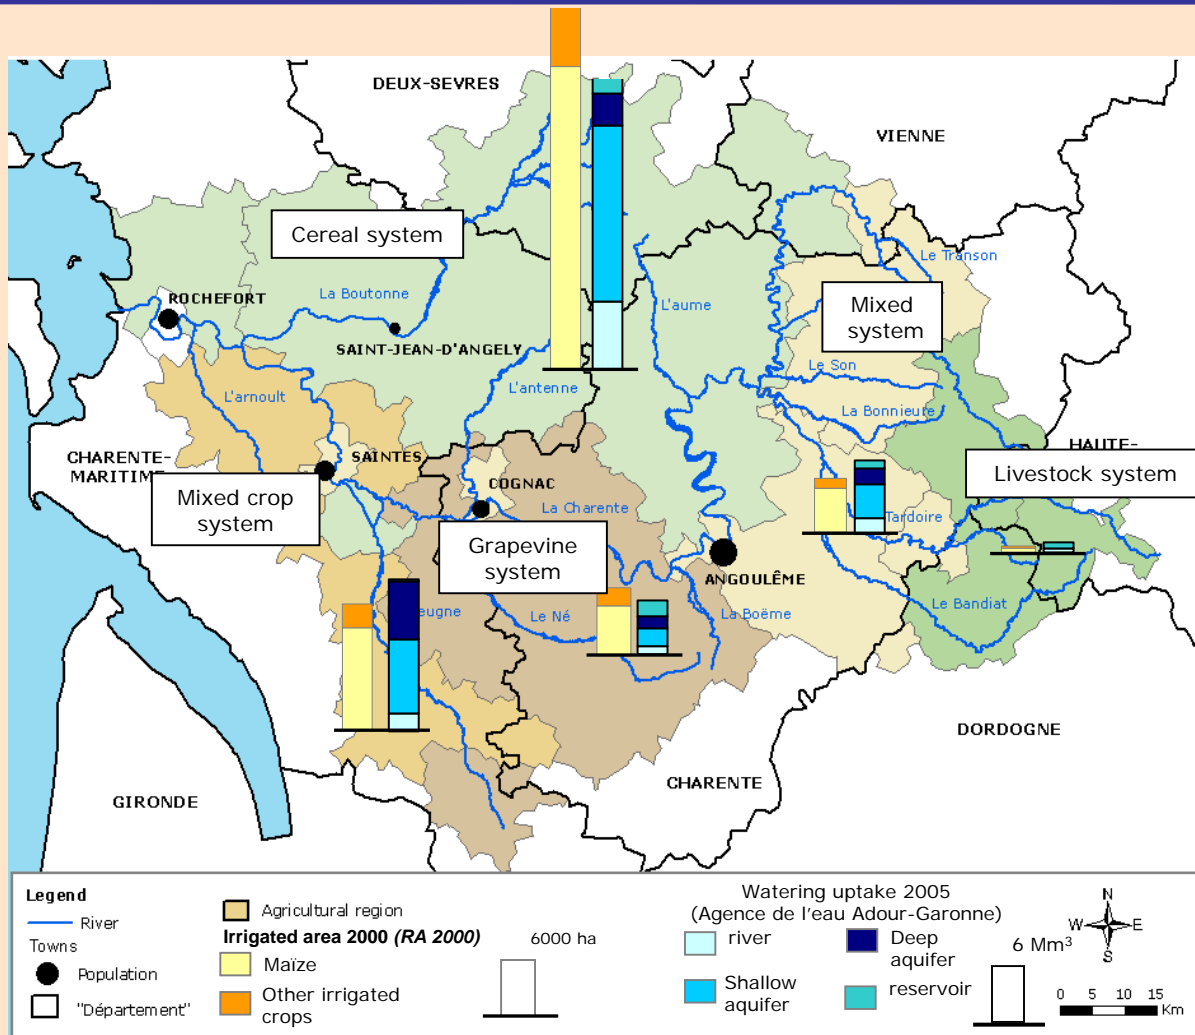 DEUX-SEVRES
VIENNE
Cereal system
Le Transon
La Boutonne
ROCHEFORT
L'aume
Mixed
system
SAINT-JEAN-D'ANGELY
Le Son
L'antenne
L'arnoult
La Bonnieure
CHARENTE-
MARITIME
SAINTES
HAUTE-
Livestock system
Mixed crop
system
COGNAC
La Charente
Tardoire
Grapevine
system
ANGOULÊME
eugne
Le Né
La Boëme
Le Bandiat
DORDOGNE
CHARENTE
GIRONDE
Legend
River
Towns
Population
"Département"
Agricultural region
Irrigated area 2000 (RA 2000)
Maïze
Other irrigated
crops
6000 ha
Watering uptake 2005
(Agence de l'eau Adour-Garonne)
river
Deep
aquifer
Shallow
aquifer
reservoir
6 Mm³
N
W E
S
0 5 10 15
Km